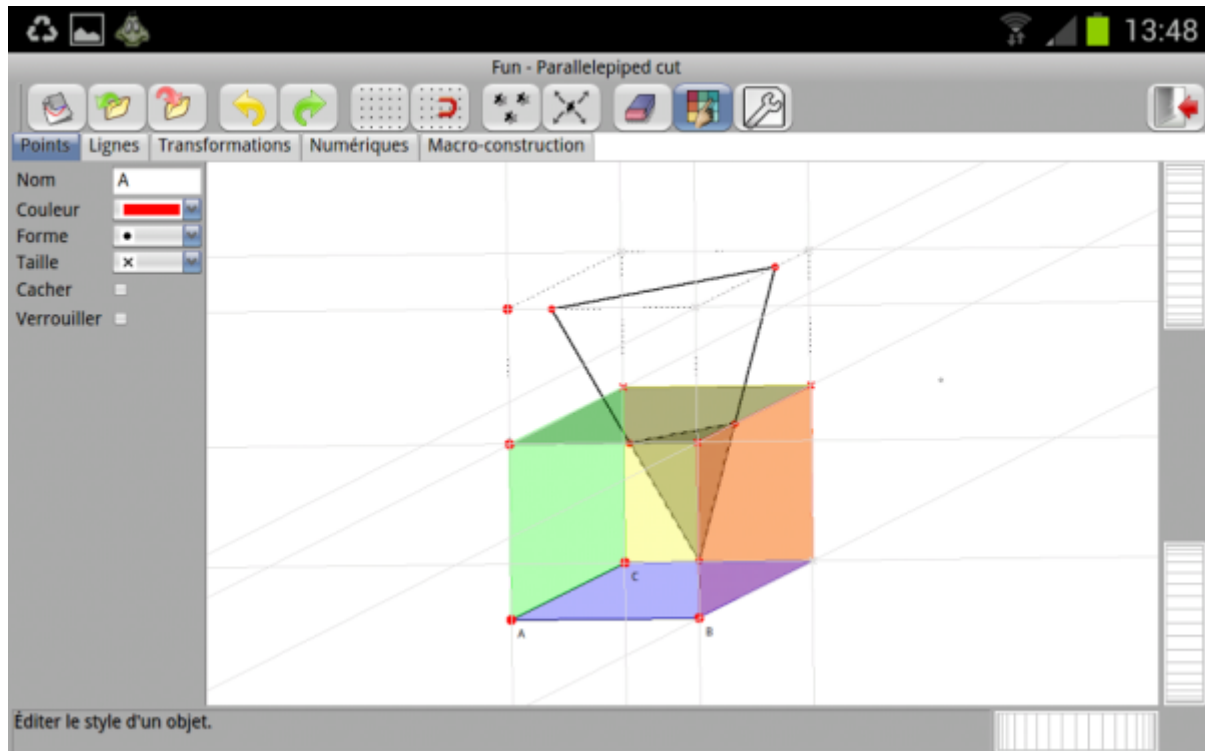 13:48
Fun - Parallelepiped cut
Points Lignes Transformations Numériques Macro-construction
Nom A
Couleur
Forme
Taille
Cacher
Verrouiller
C
A
B
Éditer le style d'un objet.